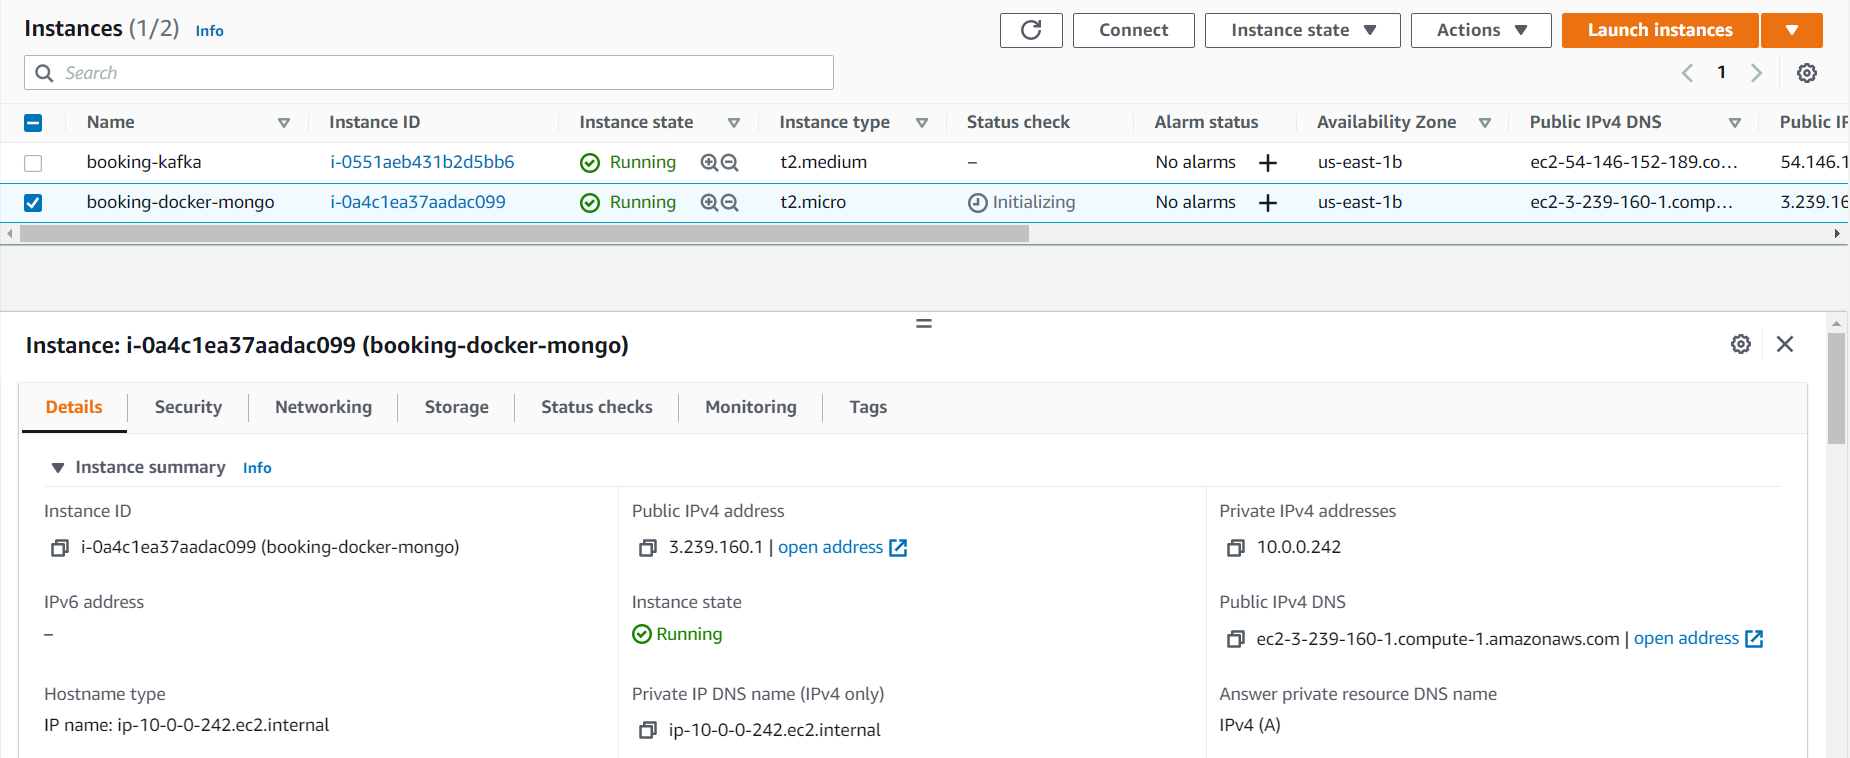 Instances (1/2) Info
Connect Instance state Actions Launch instances
Search
1
Name Instance ID Instance state Instance type Status check Alarm status Availability Zone Public IPv4 DNS Public IP
booking-kafka i-0551aeb431b2d5bb6 Running t2.medium – No alarms + us-east-1b ec2-54-146-152-189.co... 54.146.1
booking-docker-mongo i-0a4c1ea37aadac099 Running t2.micro Initializing No alarms + us-east-1b ec2-3-239-160-1.comp... 3.239.16
Instance: i-0a4c1ea37aadac099 (booking-docker-mongo)
Details Security Networking Storage Status checks Monitoring Tags
Instance summary Info
Instance ID Public IPv4 address Private IPv4 addresses
i-0a4c1ea37aadac099 (booking-docker-mongo) 3.239.160.1 | open address 10.0.0.242
IPv6 address Instance state Public IPv4 DNS
– Running ec2-3-239-160-1.compute-1.amazonaws.com | open address
Hostname type Private IP DNS name (IPv4 only) Answer private resource DNS name
IP name: ip-10-0-0-242.ec2.internal ip-10-0-0-242.ec2.internal IPv4 (A)